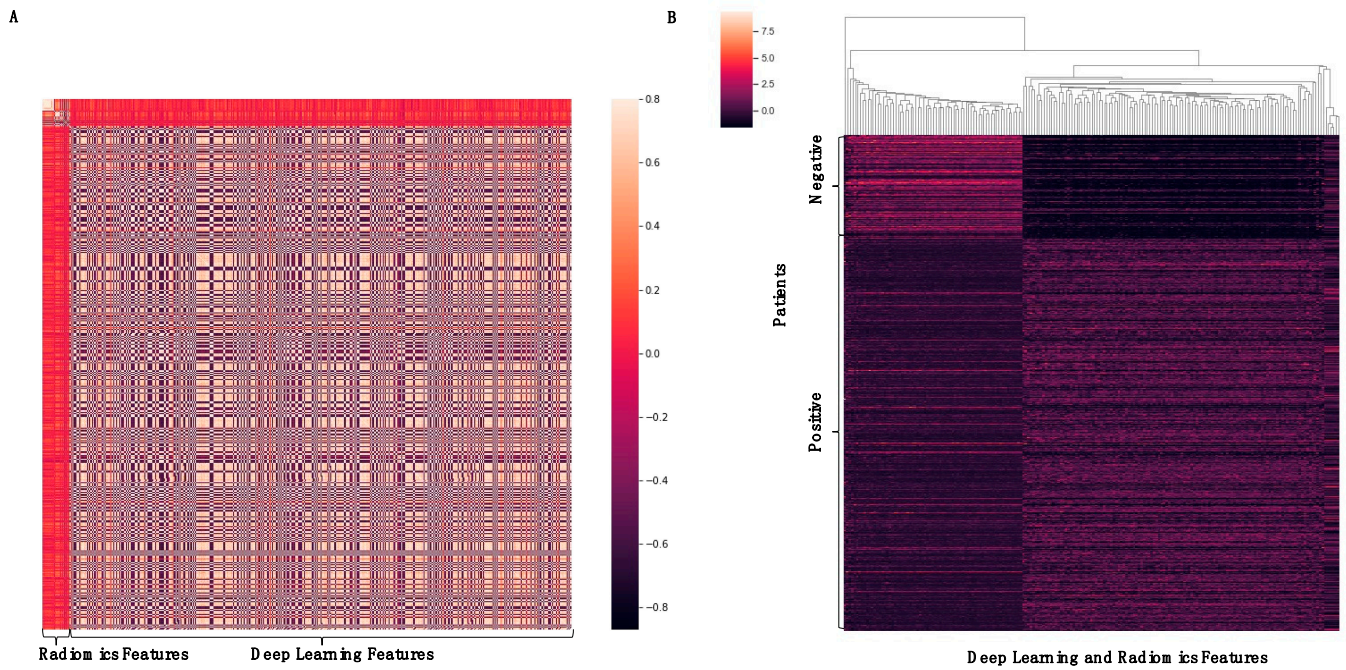 A
B
7.5
5.0
2.5
0.0
0.8
0.6
0.4
0.2
0.0
−0.2
−0.4
−0.6
−0.8
Negative
Patients
Positive
Radiomics Features
Deep Learning Features
Deep Learning and Radiomics Features